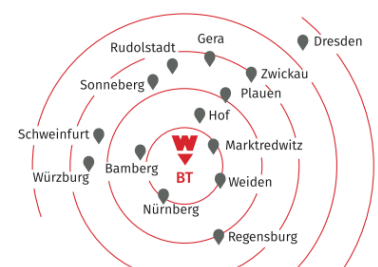 Gera
Dresden
Rudolstadt
Zwickau
Sonneberg
Plauen
Hof
Schweinfurt
W
Marktredwitz
Bamberg
BT
Würzburg
Weiden
Nürnberg
Regensburg